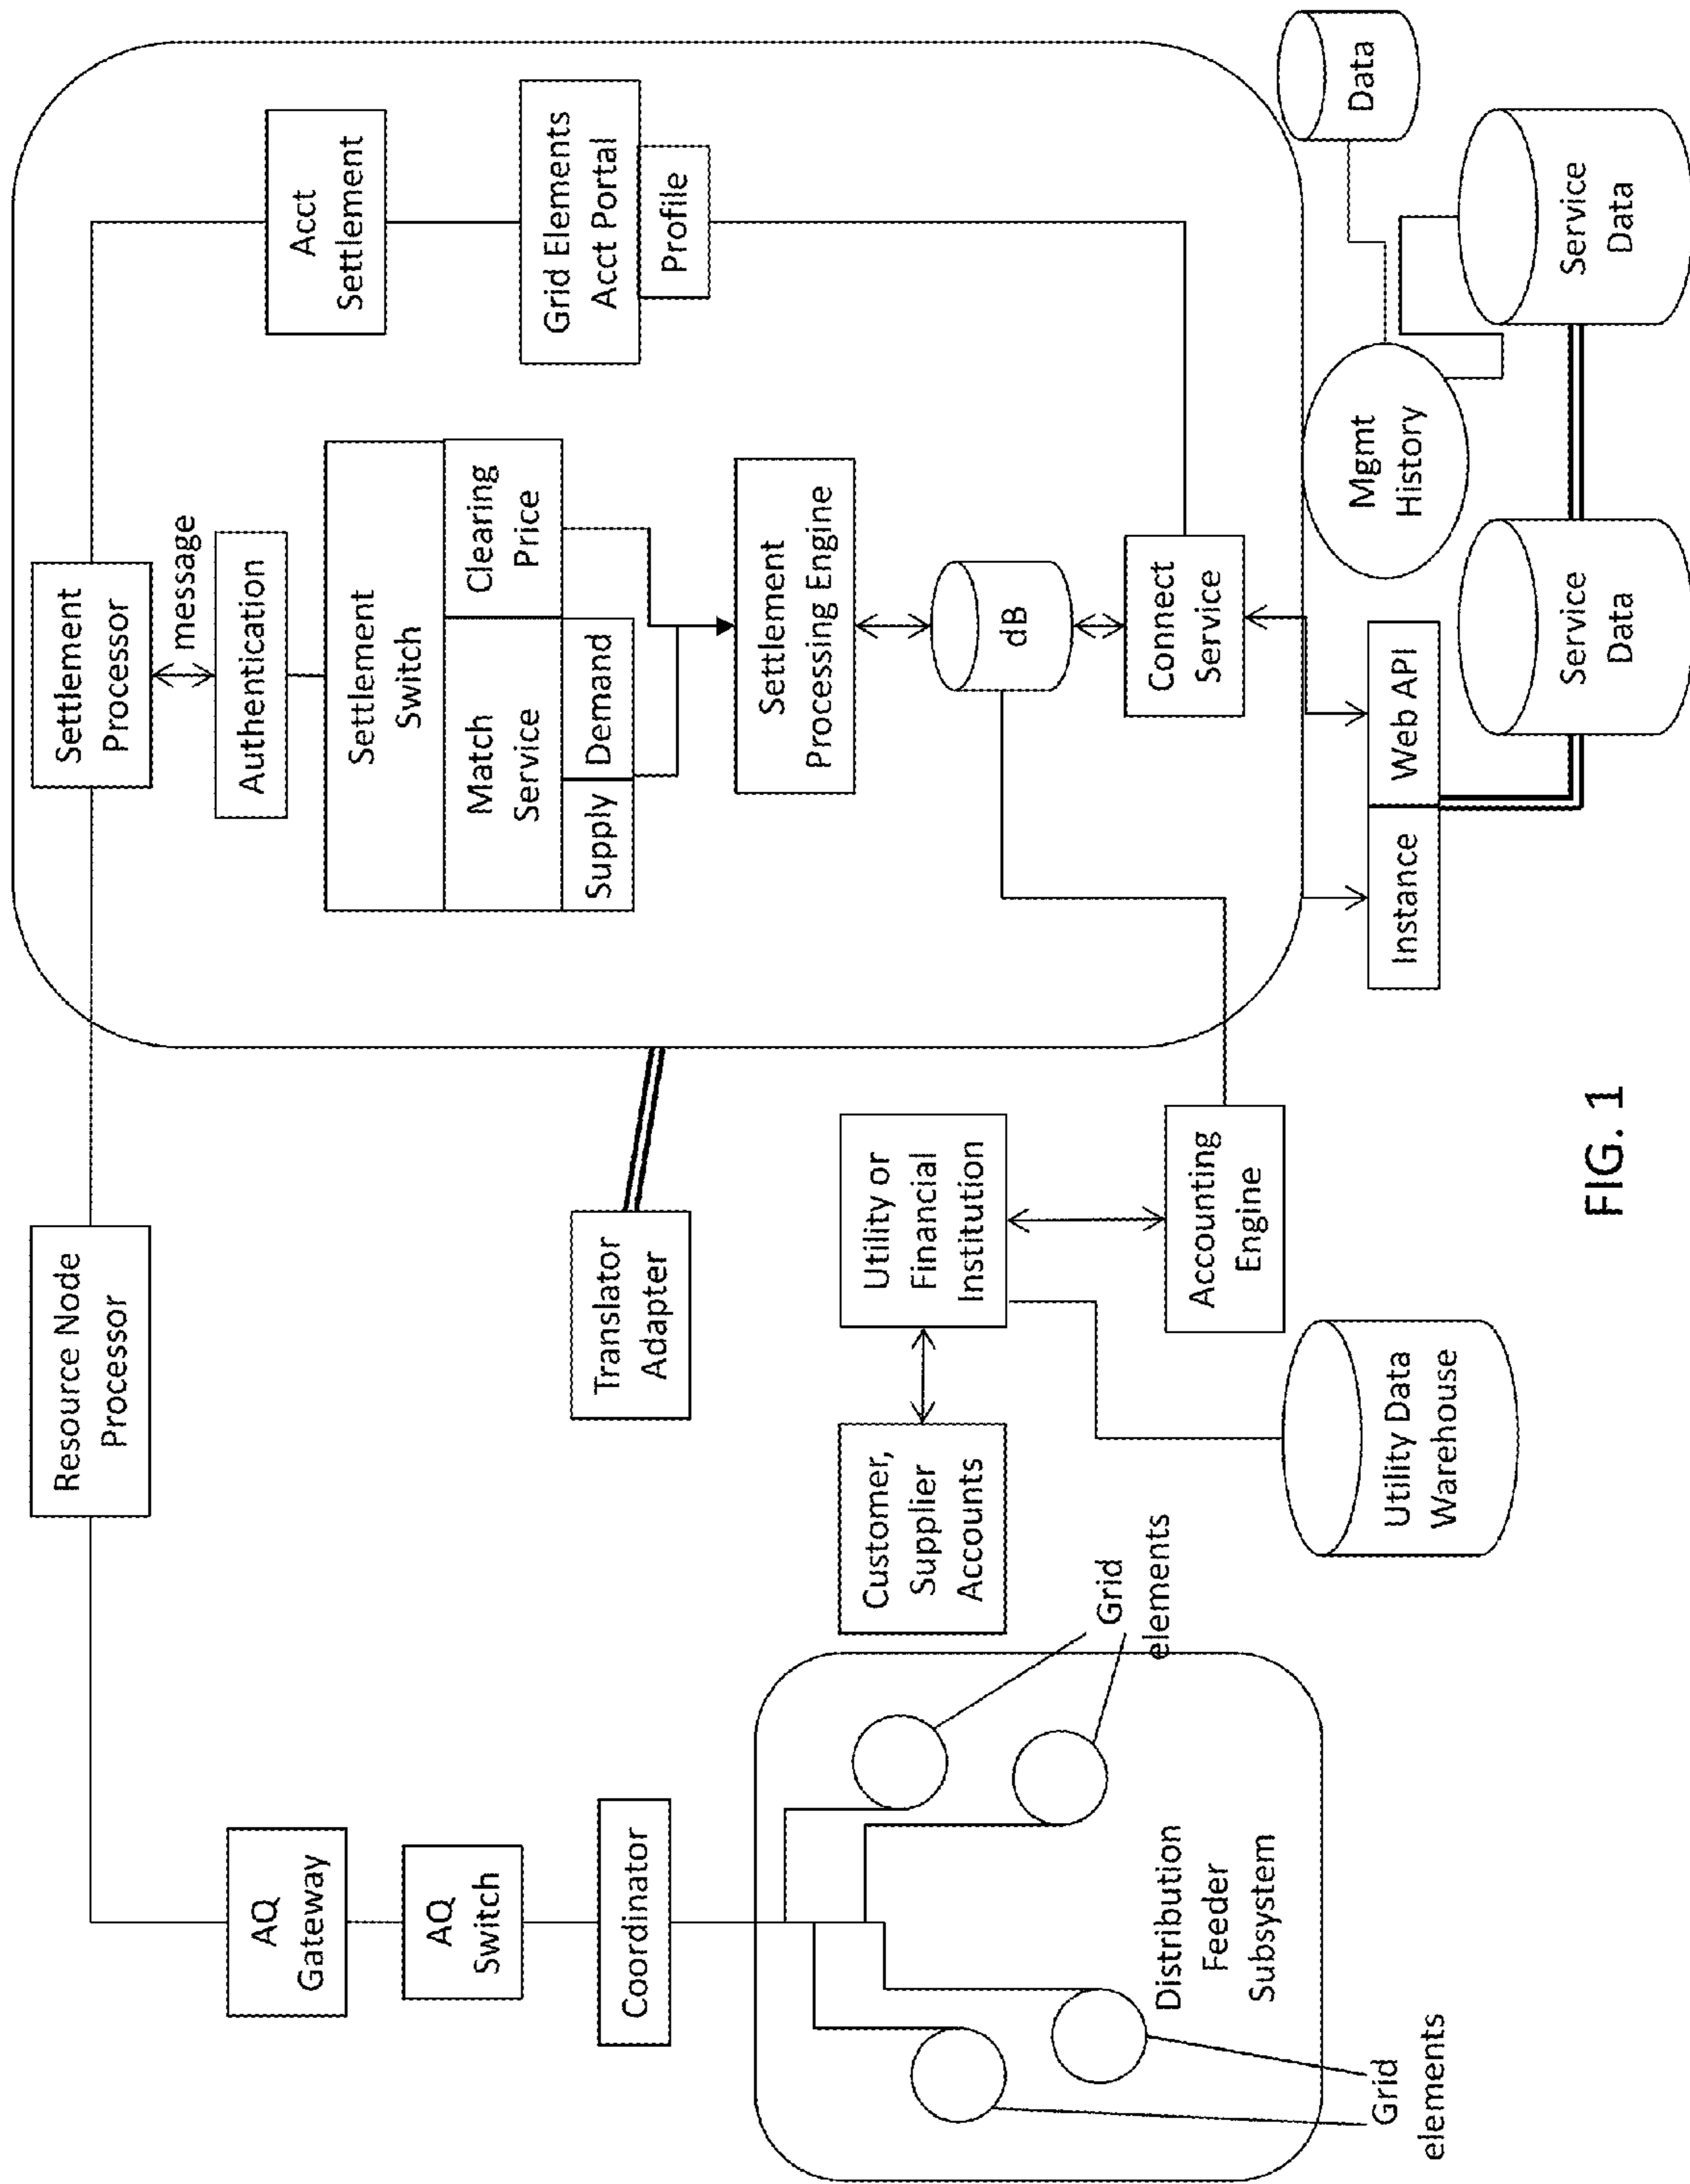 Resource Node
Processor
Settlement
Processor
message
Authentication
Acct
Settlement
AQ
Gateway
AQ
Switch
Coordinator
Settlement
Switch
Match
Service
Clearing
Price
Supply
Demand
Grid Elements
Acct Portal
Profile
Translator
Adapter
Settlement
Processing Engine
Customer,
Supplier
Accounts
Utility or
Financial
Institution
dB
Grid
elements
Distribution
Feeder
Subsystem
Accounting
Engine
Connect
Service
Utility Data
Warehouse
Grid
elements
Instance
Web API
Mgmt
History
Data
Service
Data
Service
Data
FIG. 1